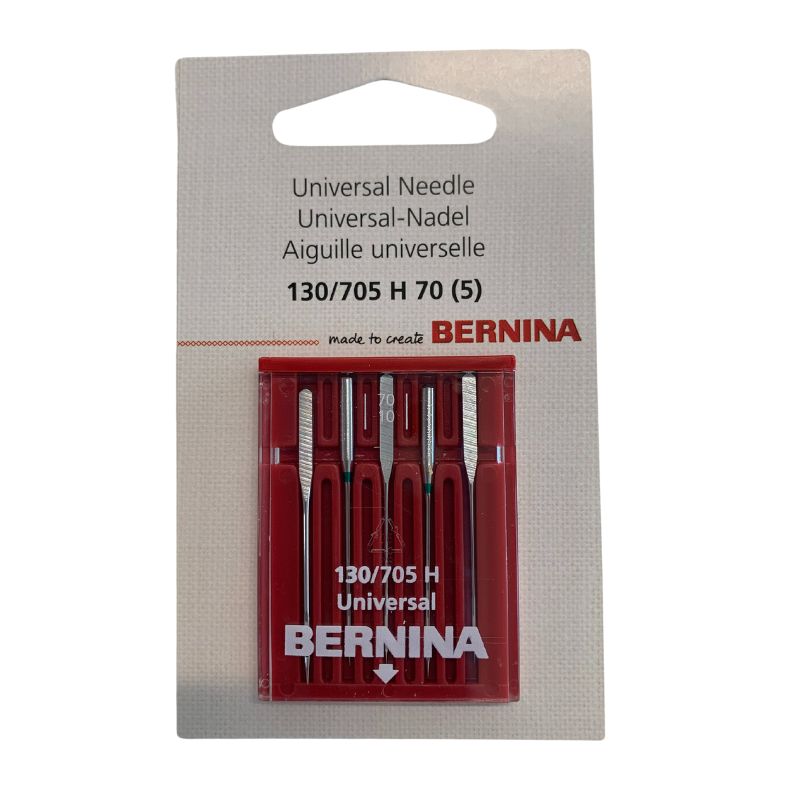 Universal Needle
Universal-Nadel
Aiguille universelle
130/705 H 70 (5)
made to create BERNINA
70
10
130/705 H
Universal
BERNINA